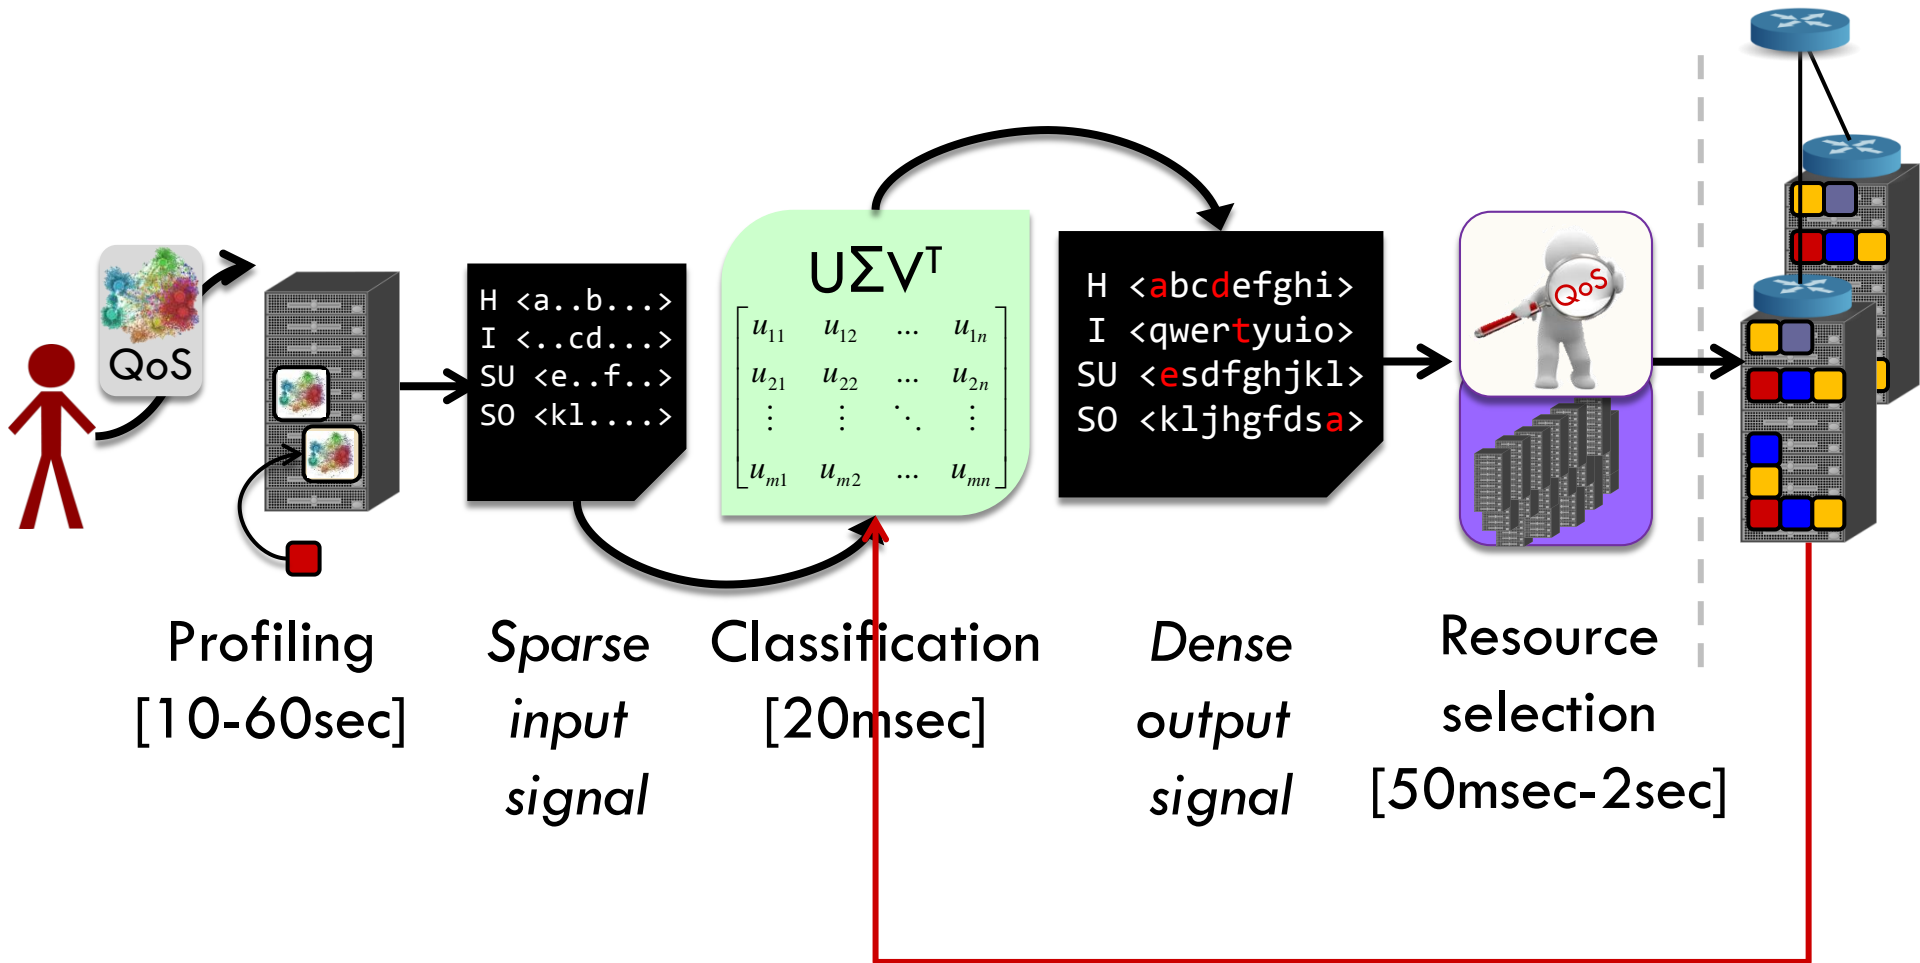 QoS
H <a..b...>
I <..cd...>
SU <e..f..>
SO <kl....>
UΣVᵀ
u₁₁ u₁₂ ... u₁ₙ
u₂₁ u₂₂ ... u₂ₙ
⋮ ⋮ ⋱ ⋮
uₘ₁ uₘ₂ ... uₘₙ
H <abcdefghi>
I <qwertyuio>
SU <esdfghjkl>
SO <kljhgfdsa>
QoS
Profiling
[10-60sec]
Sparse
input
signal
Classification
[20msec]
Dense
output
signal
Resource
selection
[50msec-2sec]